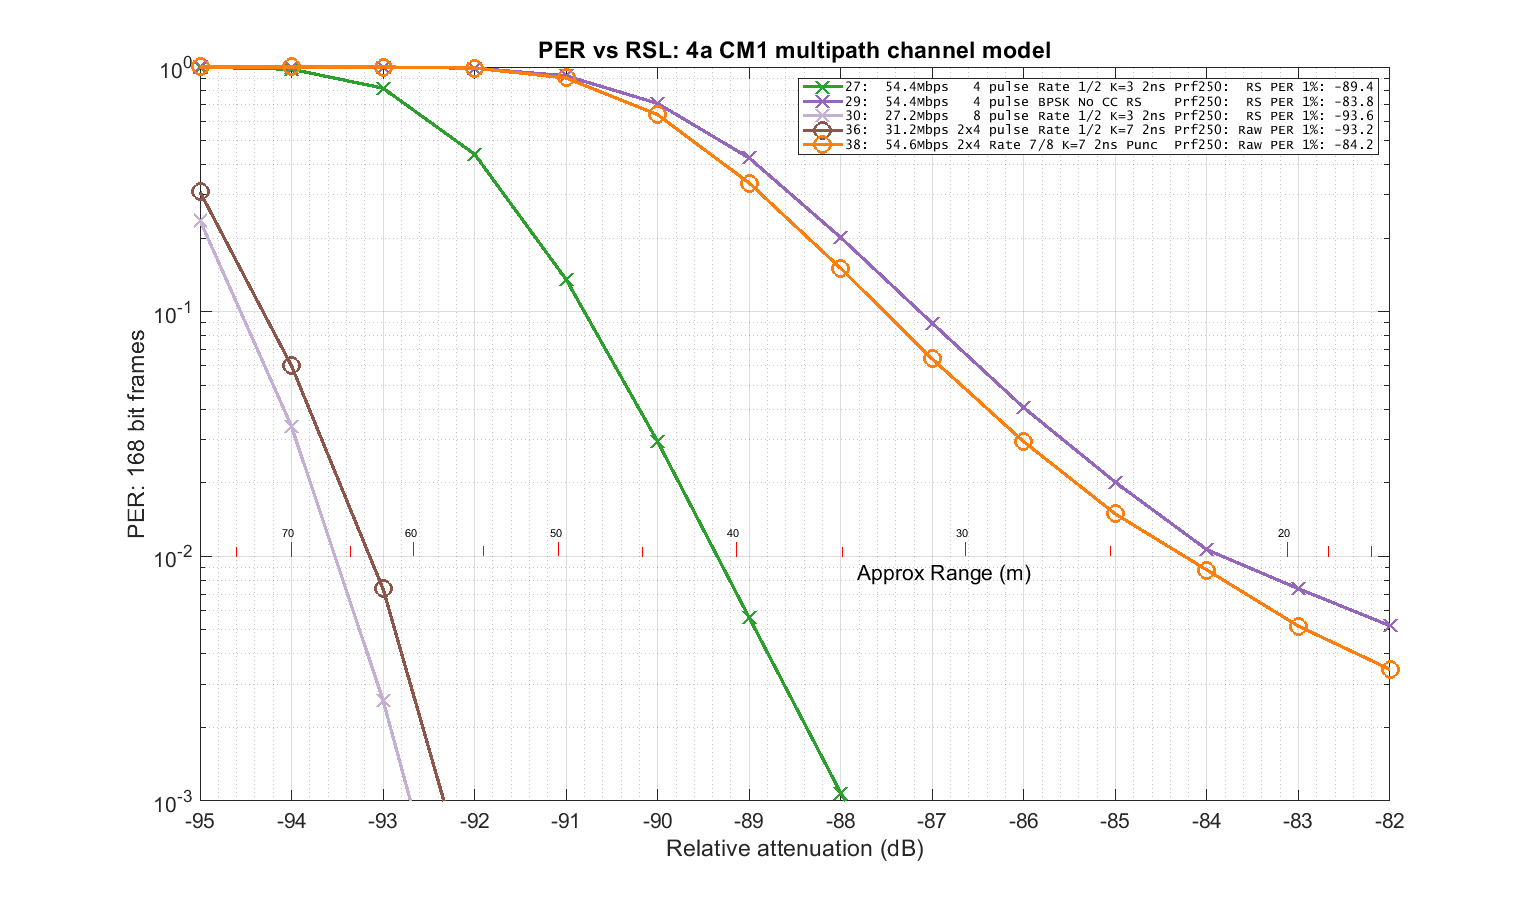 PER vs RSL: 4a CM1 multipath channel model
27: 54.4Mbps 4 pulse Rate 1/2 K=3 2ns Prf250: RS PER 1%: -89.4
29: 54.4Mbps 4 pulse BPSK No CC RS Prf250: RS PER 1%: -83.8
30: 27.2Mbps 8 pulse Rate 1/2 K=3 2ns Prf250: RS PER 1%: -93.6
36: 31.2Mbps 2x4 pulse Rate 1/2 K=7 2ns Prf250: Raw PER 1%: -93.2
38: 54.6Mbps 2x4 Rate 7/8 K=7 2ns Punc Prf250: Raw PER 1%: -84.2
10^0
10^-1
10^-2
10^-3
PER: 168 bit frames
70 60 50 40 30 20
Approx Range (m)
-95 -94 -93 -92 -91 -90 -89 -88 -87 -86 -85 -84 -83 -82
Relative attenuation (dB)